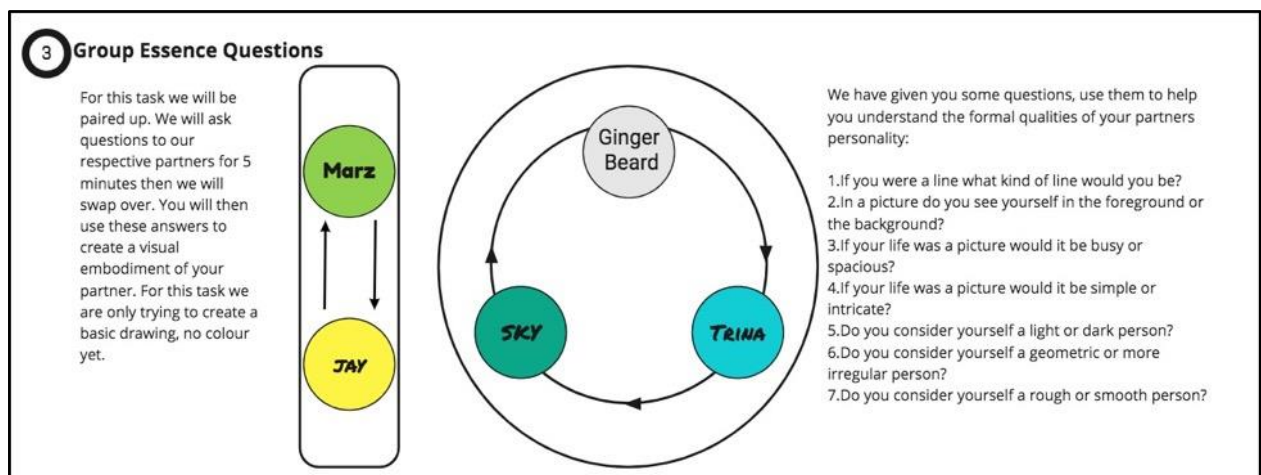 3
Group Essence Questions
For this task we will be
paired up. We will ask
questions to our
respective partners for 5
minutes then we will
swap over. You will then
use these answers to
create a visual
embodiment of your
partner. For this task we
are only trying to create a
basic drawing, no colour
yet.
Marz
JAY
Ginger
Beard
SKY
TRINA
We have given you some questions, use them to help
you understand the formal qualities of your partners
personality:
1.If you were a line what kind of line would you be?
2.In a picture do you see yourself in the foreground or
the background?
3.If your life was a picture would it be busy or
spacious?
4.If your life was a picture would it be simple or
intricate?
5.Do you consider yourself a light or dark person?
6.Do you consider yourself a geometric or more
irregular person?
7.Do you consider yourself a rough or smooth person?